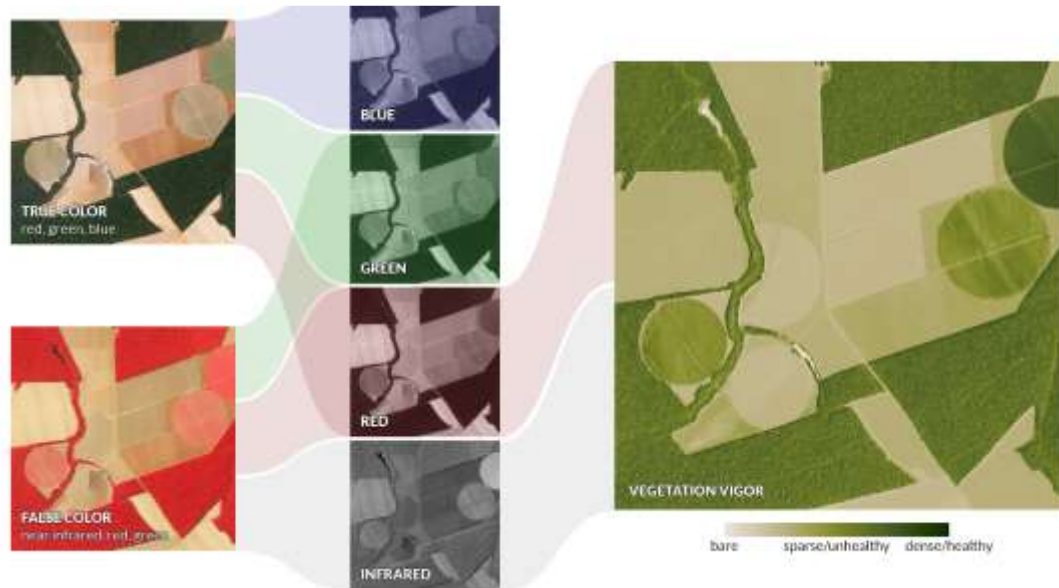 TRUE COLOR
red, green, blue
FALSE COLOR
near infrared, red, green
BLUE
GREEN
RED
INFRARED
VEGETATION VIGOR
bare sparse/unhealthy dense/healthy